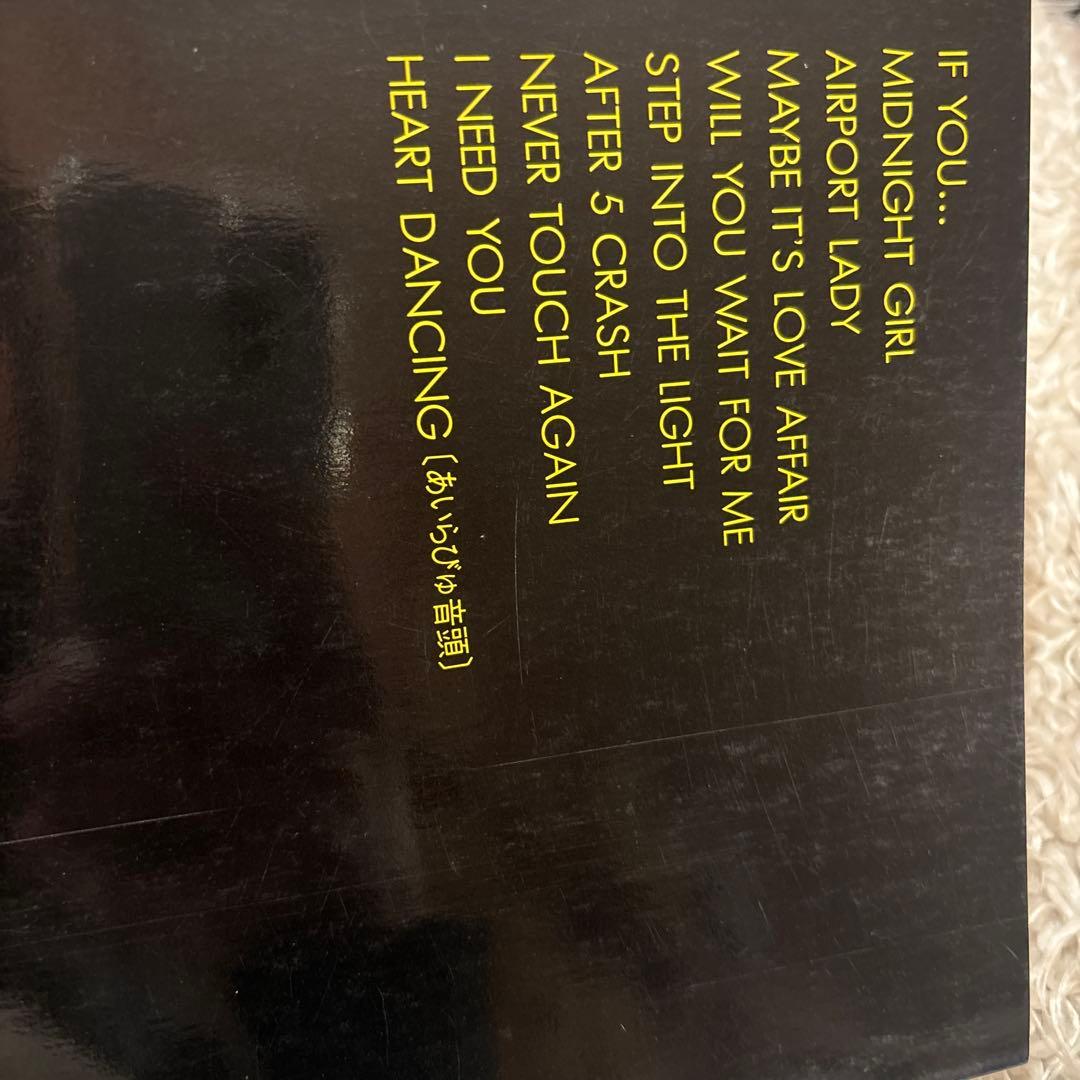 IF YOU...
MIDNIGHT GIRL
AIRPORT LADY
MAYBE IT'S LOVE AFFAIR
WILL YOU WAIT FOR ME
STEP INTO THE LIGHT
AFTER 5 CRASH
NEVER TOUCH AGAIN
I NEED YOU
HEART DANCING〔あいらびゅ音頭〕